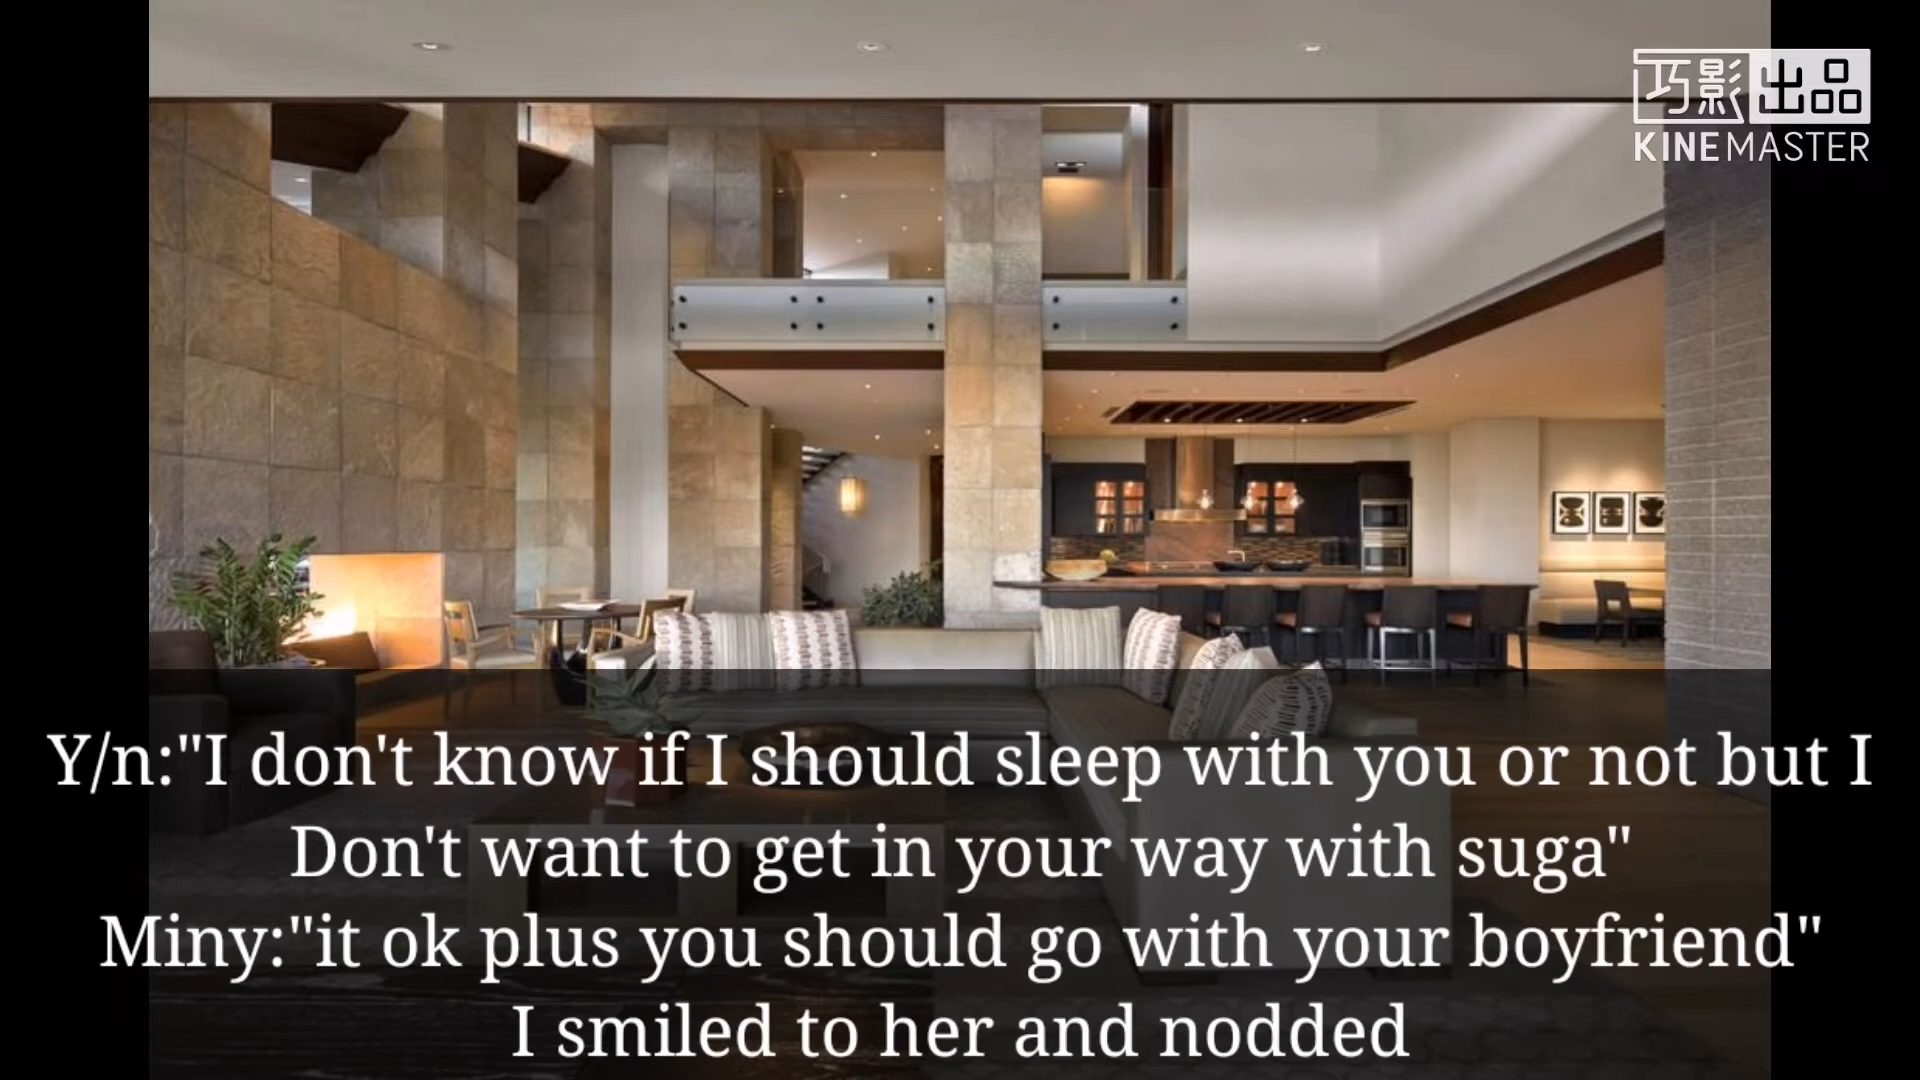 巧影出品
KINEMASTER
Y/n:"I don't know if I should sleep with you or not but I
Don't want to get in your way with suga"
Miny:"it ok plus you should go with your boyfriend"
I smiled to her and nodded